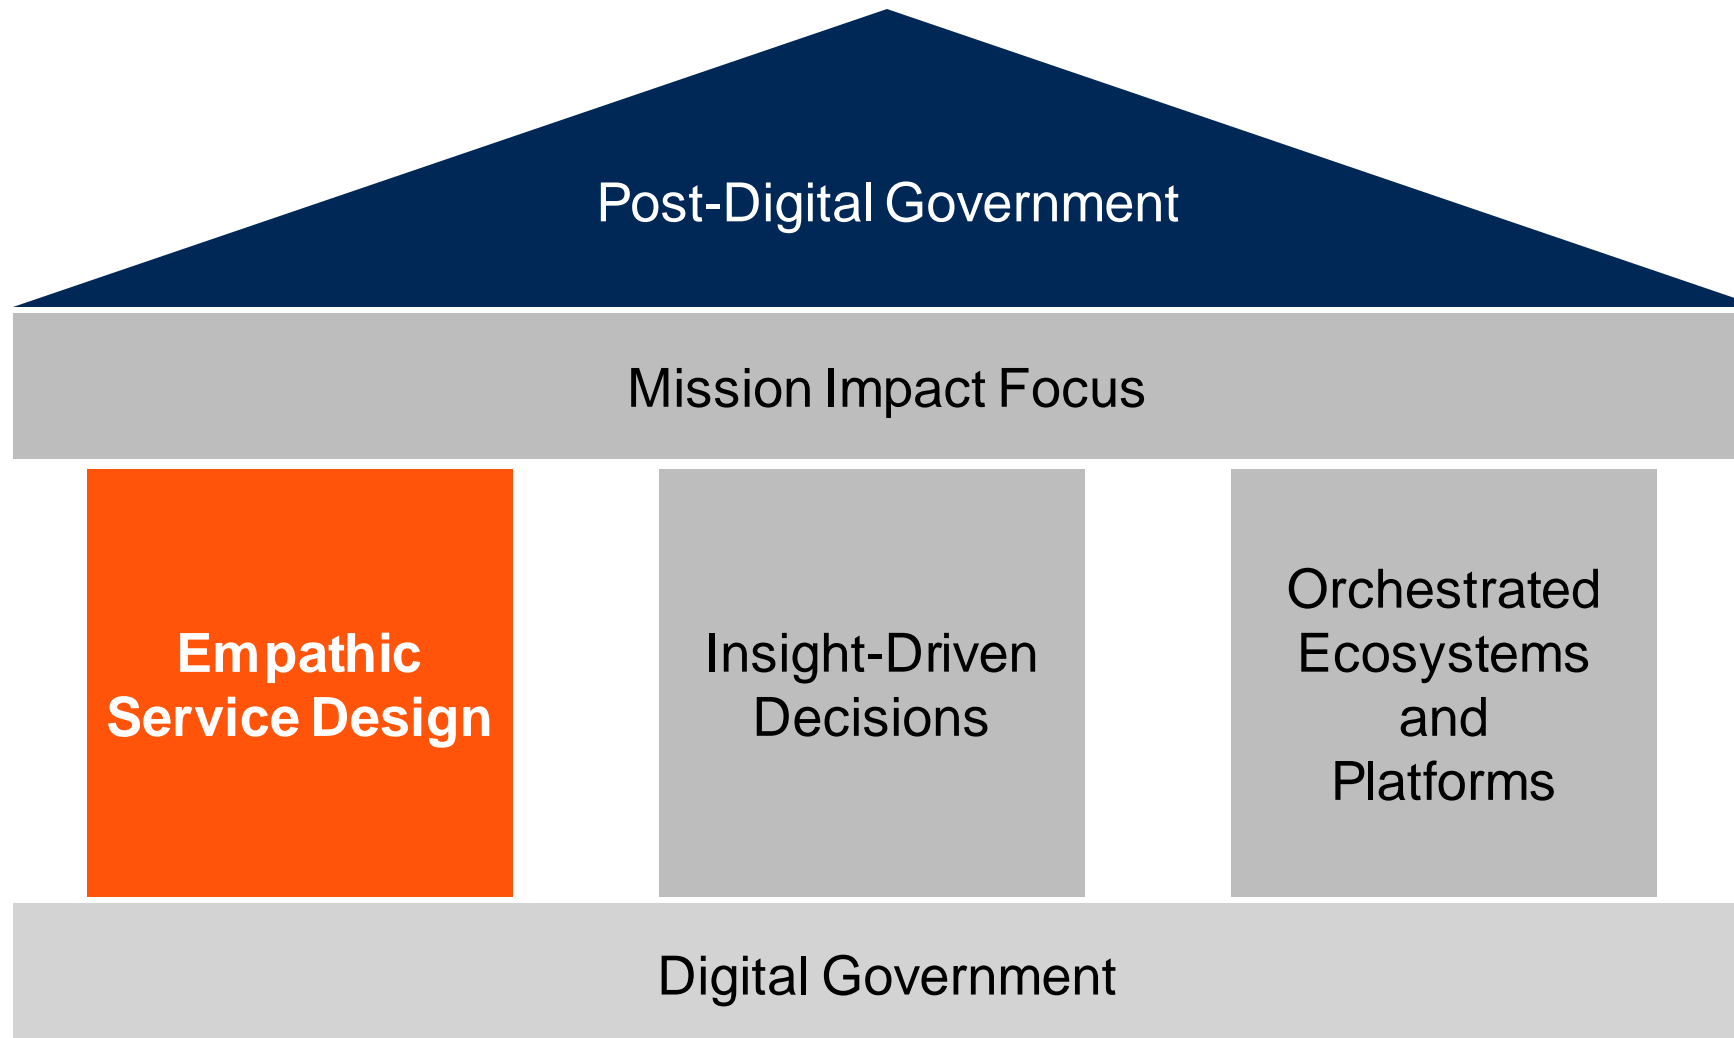 Post-Digital Government
Mission Impact Focus
Empathic
Service Design
Insight-Driven
Decisions
Orchestrated
Ecosystems
and
Platforms
Digital Government